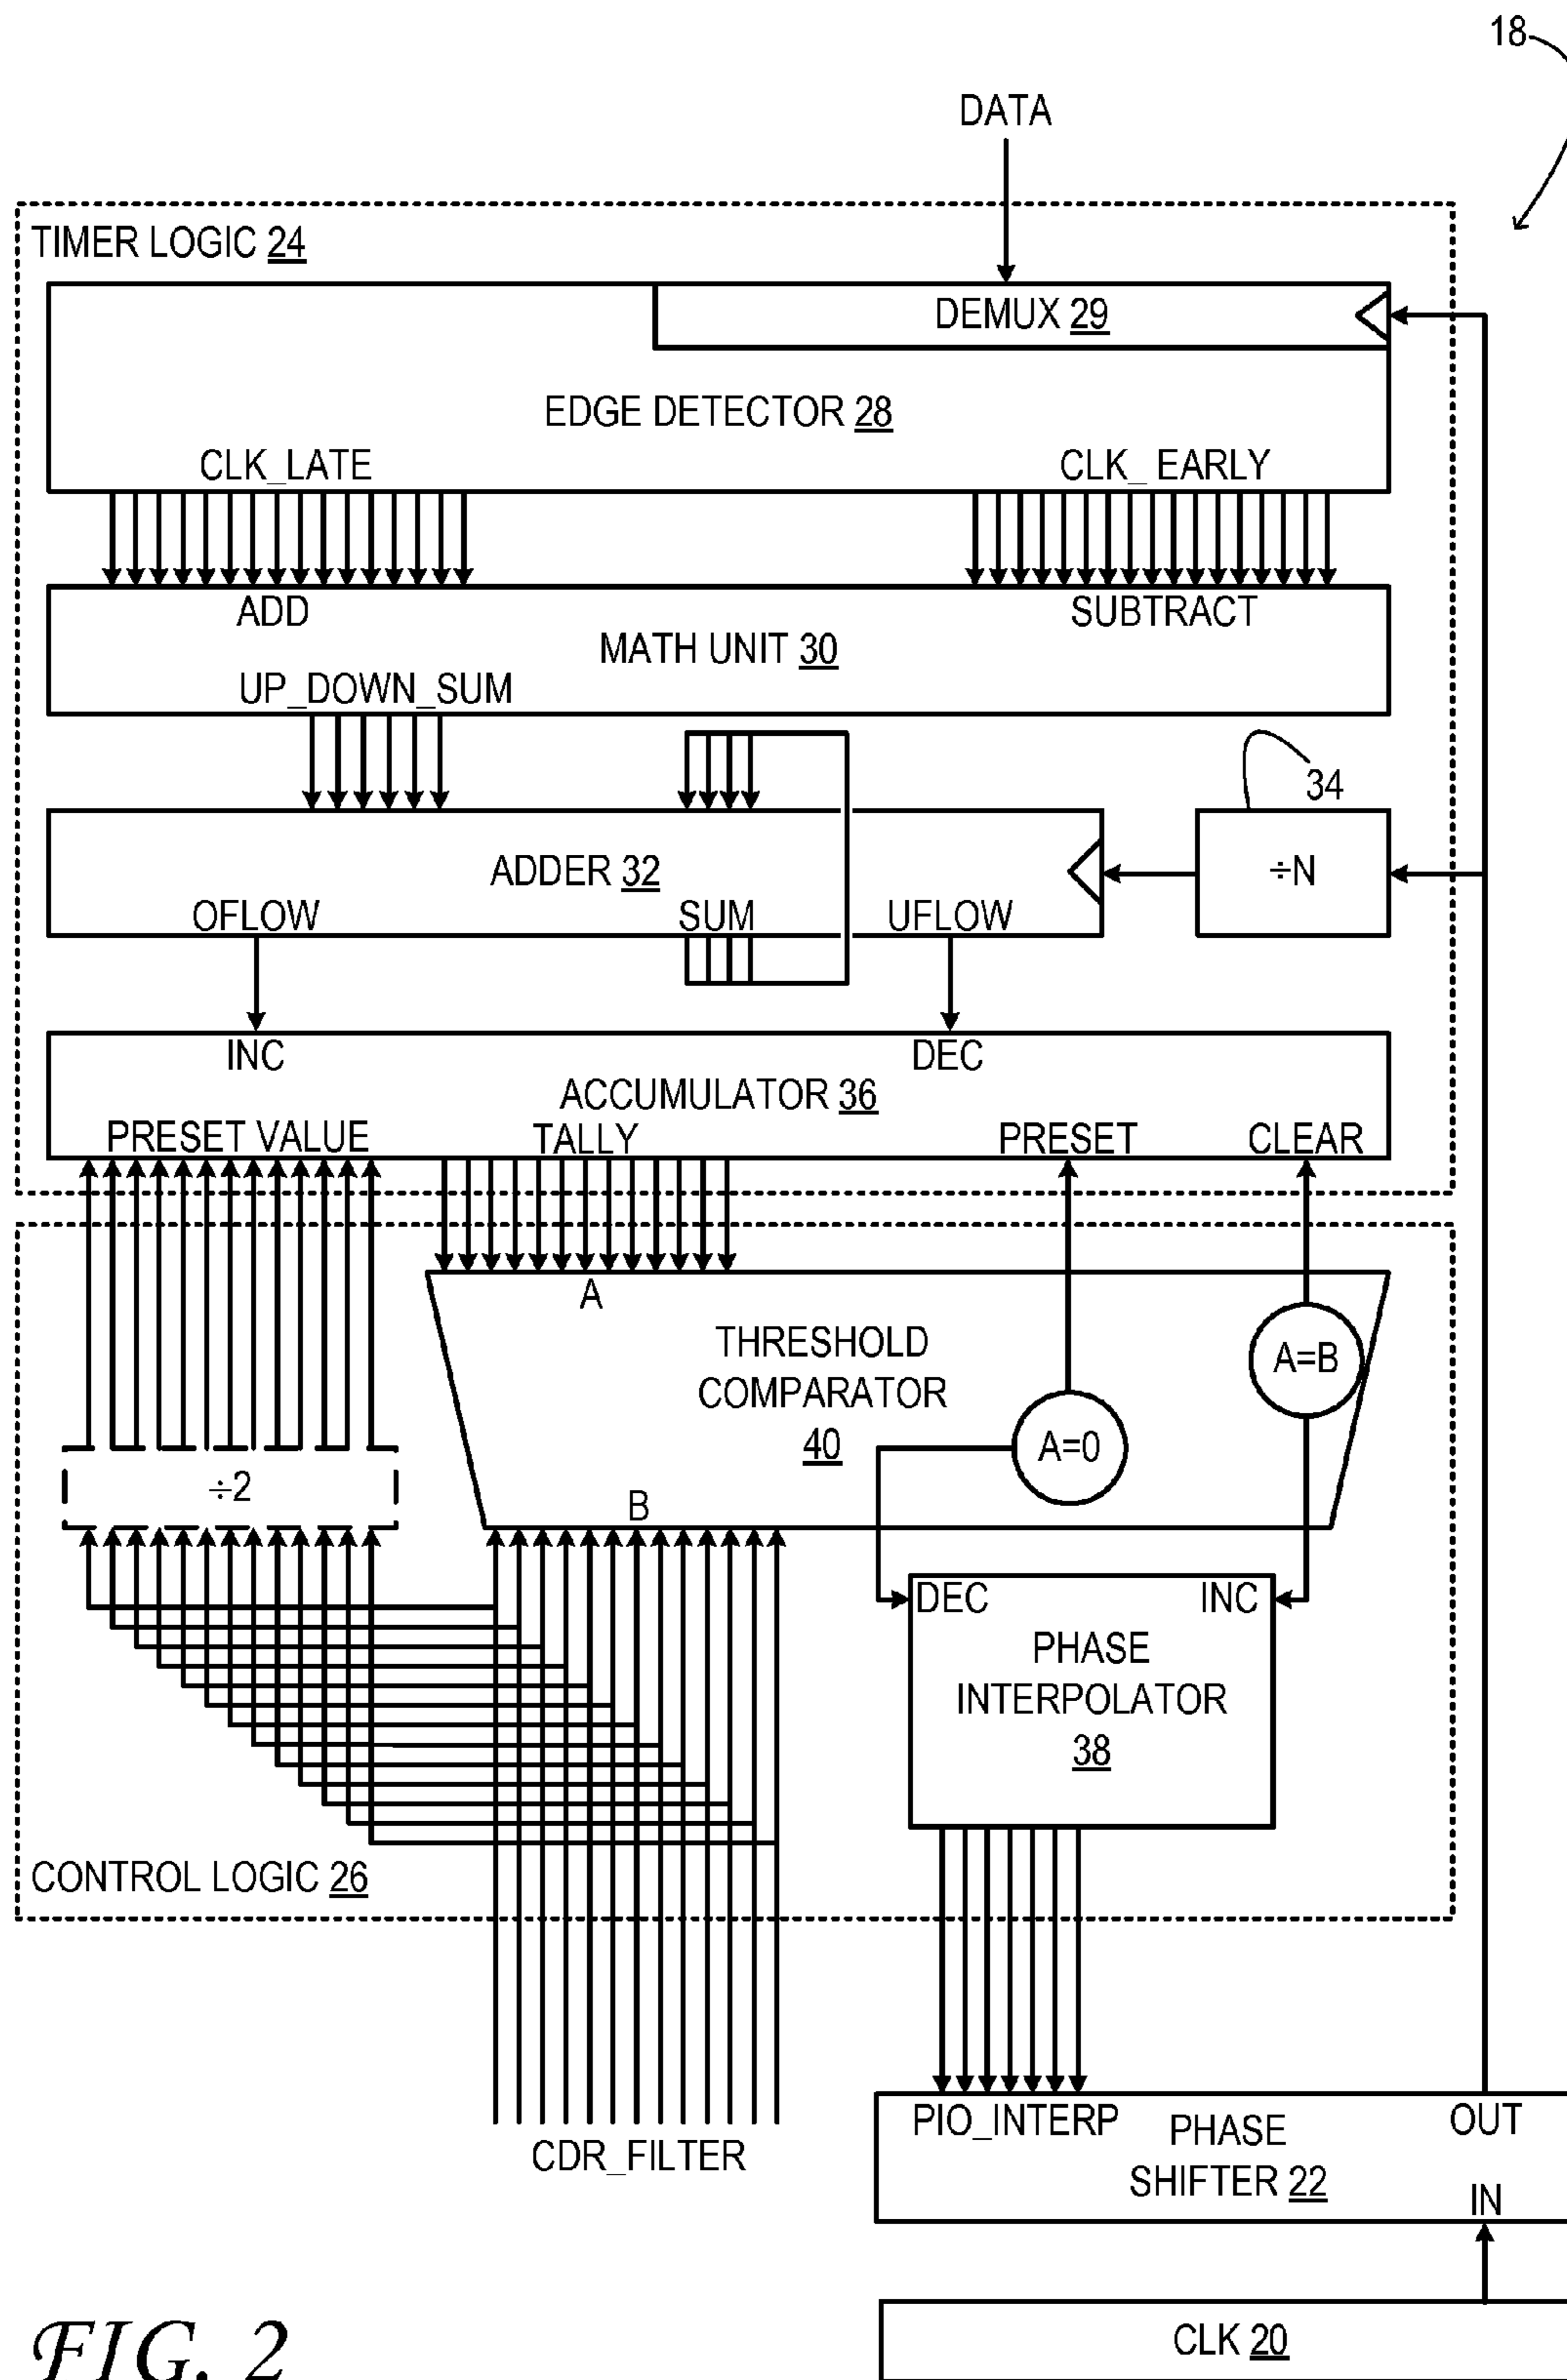 18
DATA
TIMER LOGIC 24
DEMUX 29
EDGE DETECTOR 28
CLK_LATE
CLK_ EARLY
ADD
SUBTRACT
MATH UNIT 30
UP_DOWN_SUM
34
ADDER 32
÷N
OFLOW
SUM
UFLOW
INC
DEC
ACCUMULATOR 36
PRESET VALUE
TALLY
PRESET
CLEAR
A
THRESHOLD
COMPARATOR
40
A=B
A=0
÷2
B
DEC
INC
PHASE
INTERPOLATOR
38
CONTROL LOGIC 26
PIO_INTERP
OUT
PHASE
SHIFTER 22
CDR_FILTER
IN
CLK 20
FIG. 2